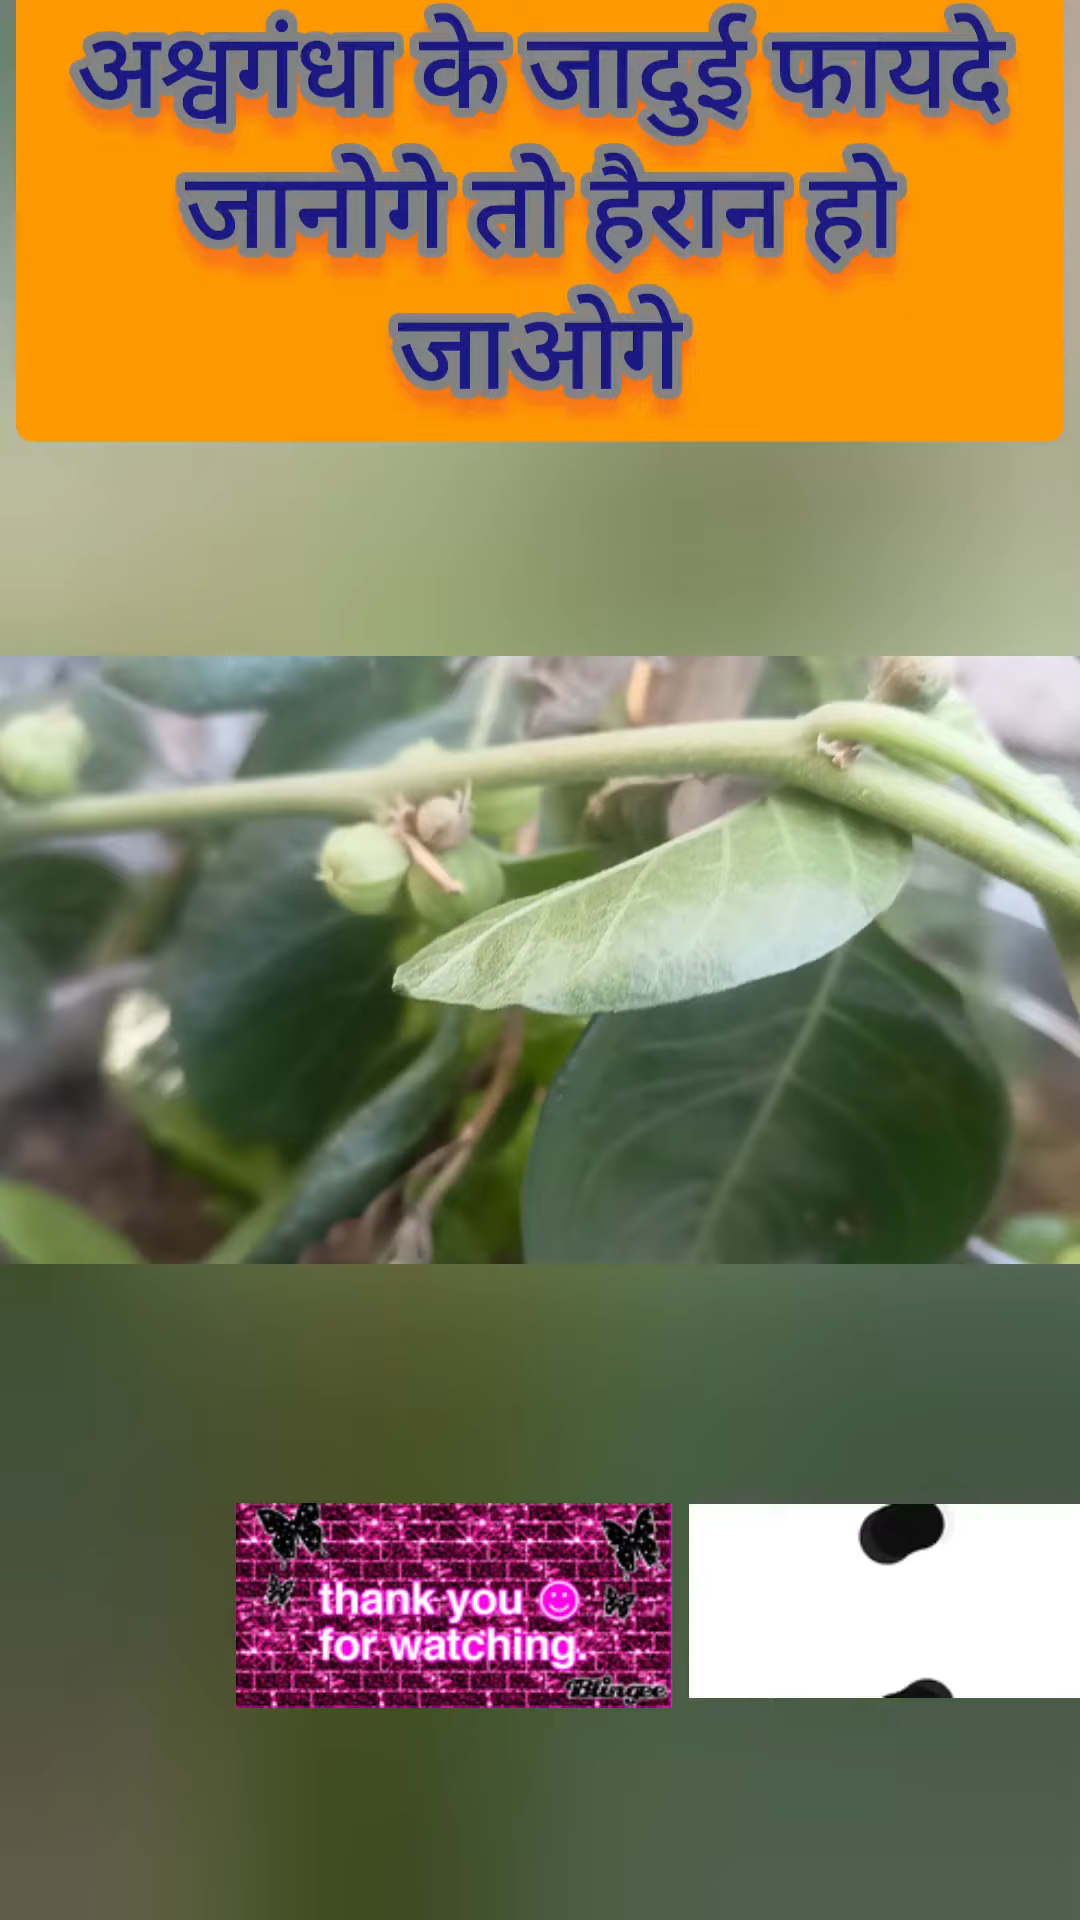 अश्वगंधा के जादुई फायदे
जानोगे तो हैरान हो
जाओगे
thank you
for watching.
Blingee